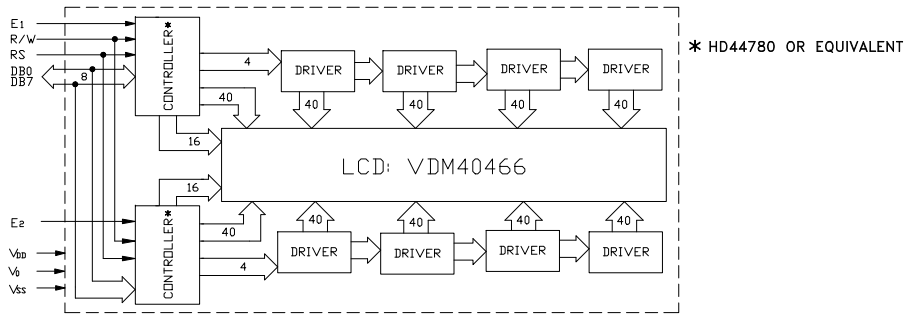 E1
R/W
RS
DB0
DB7
8
CONTROLLER*
4
40
16
DRIVER
DRIVER
DRIVER
DRIVER
40
40
40
40
* HD44780 OR EQUIVALENT
LCD: VDM40466
16
CONTROLLER*
40
4
40
40
40
40
DRIVER
DRIVER
DRIVER
DRIVER
E2
VDD
V0
VSS